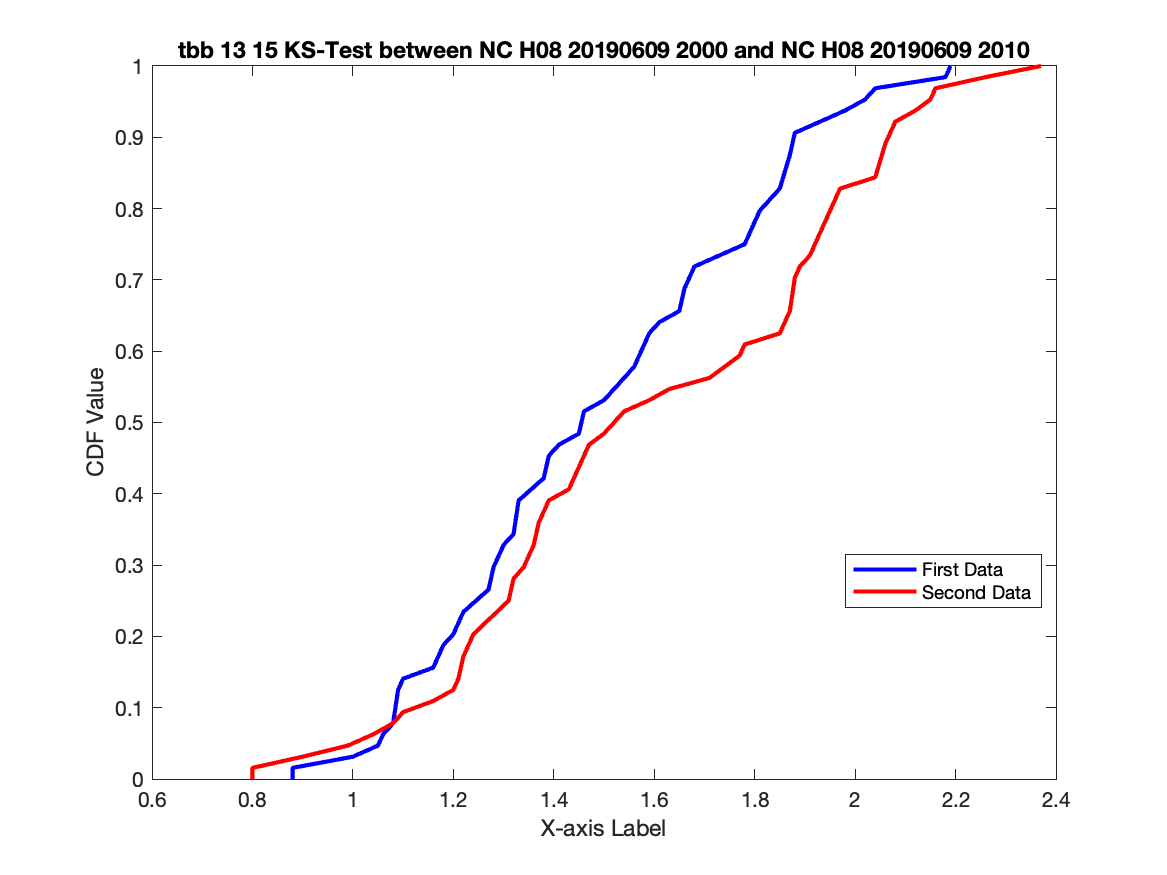 tbb 13 15 KS-Test between NC H08 20190609 2000 and NC H08 20190609 2010
1
0.9
0.8
0.7
0.6
0.5
0.4
0.3
0.2
0.1
0
CDF Value
First Data
Second Data
0.6 0.8 1 1.2 1.4 1.6 1.8 2 2.2 2.4
X-axis Label